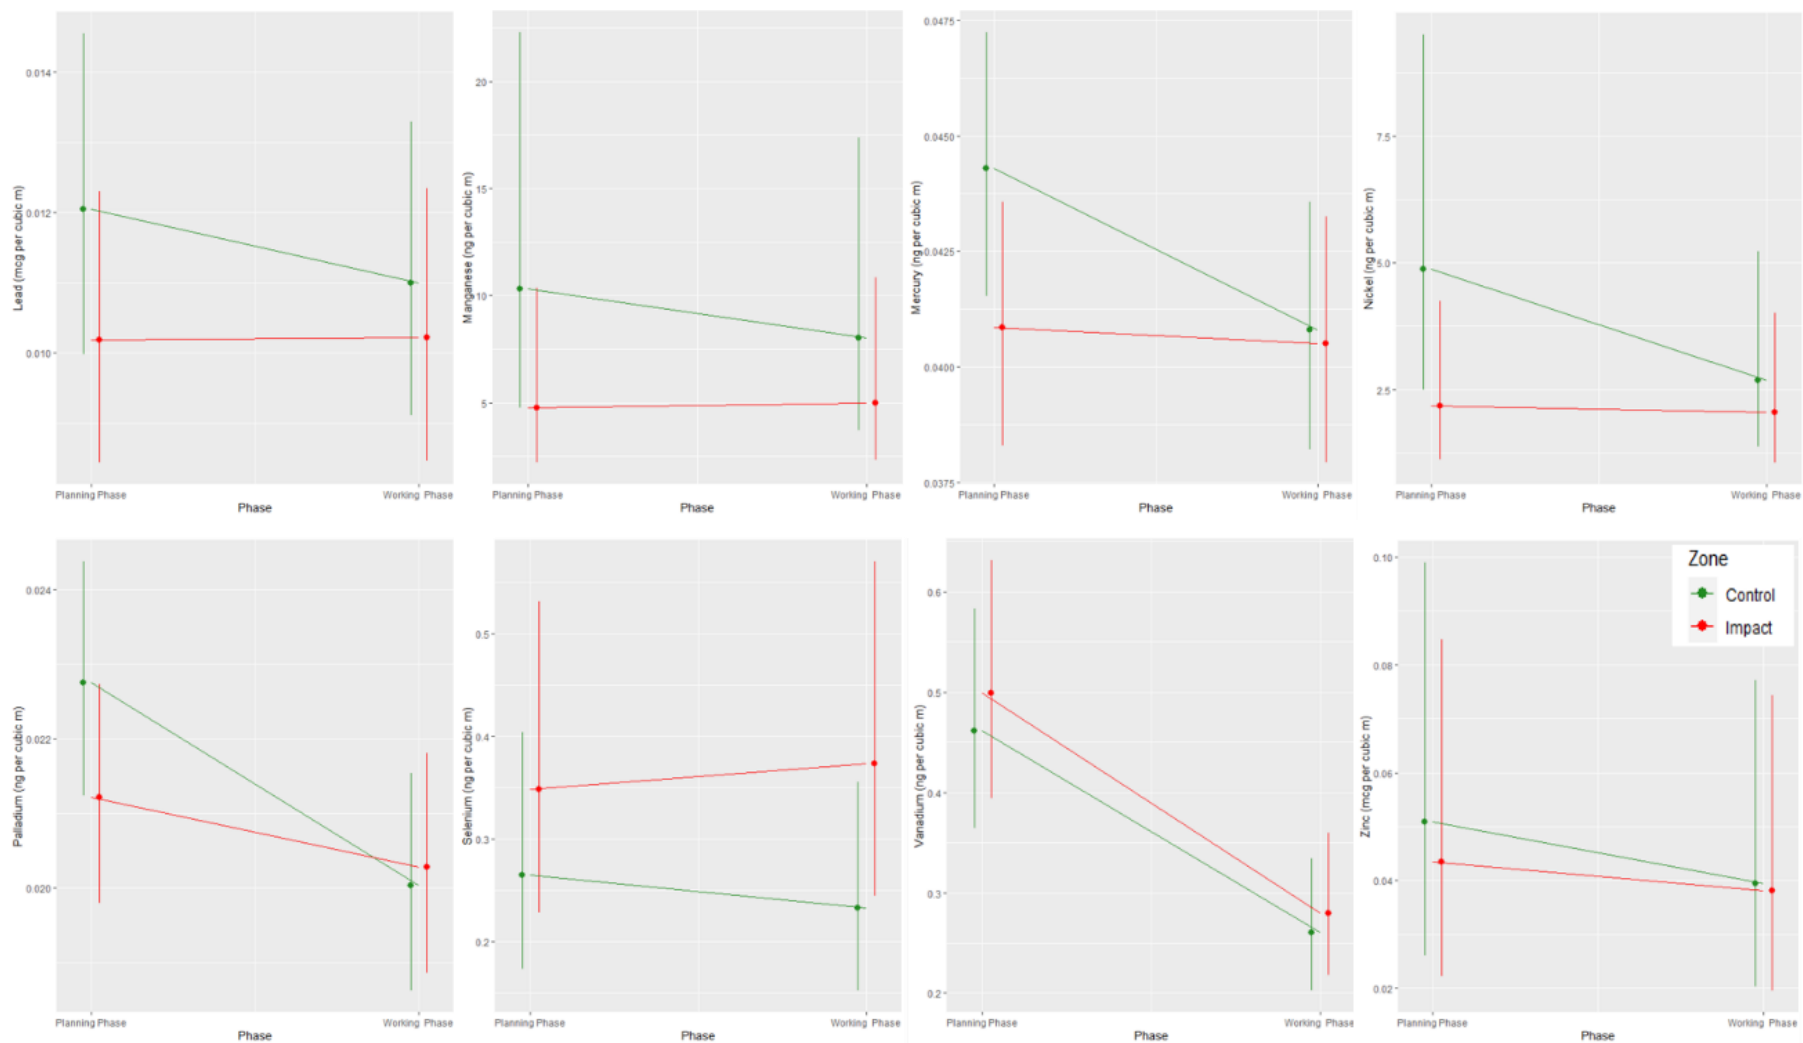 Lead (mcg per cubic m)
0.014
0.012
0.010
Planning Phase
Working Phase
Phase
Manganese (ng per cubic m)
20
15
10
5
Planning Phase
Working Phase
Phase
Mercury (ng per cubic m)
0.0475
0.0450
0.0425
0.0400
0.0375
Planning Phase
Working Phase
Phase
Nickel (ng per cubic m)
7.5
5.0
2.5
Planning Phase
Working Phase
Phase
Palladium (ng per cubic m)
0.024
0.022
0.020
Planning Phase
Working Phase
Phase
Selenium (ng per cubic m)
0.5
0.4
0.3
0.2
Planning Phase
Working Phase
Phase
Vanadium (ng per cubic m)
0.6
0.5
0.4
0.3
0.2
Planning Phase
Working Phase
Phase
Zinc (mcg per cubic m)
0.10
0.08
0.06
0.04
0.02
Planning Phase
Working Phase
Phase
Zone
Control
Impact